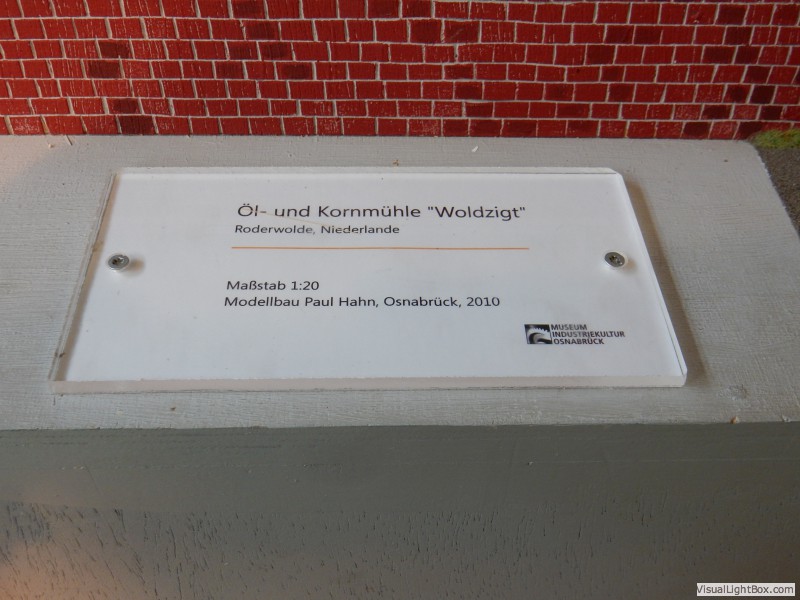 Öl- und Kornmühle "Woldzigt"
Roderwolde, Niederlande
Maßstab 1:20
Modellbau Paul Hahn, Osnabrück, 2010
MUSEUM
INDUSTRIEKULTUR
OSNABRÜCK
VisualLightBox.com